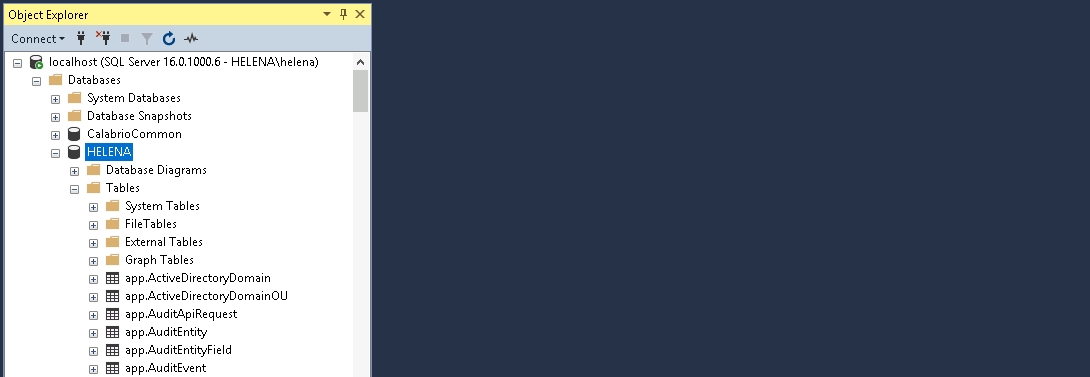 Object Explorer
Connect
localhost (SQL Server 16.0.1000.6 - HELENA\helena)
Databases
System Databases
Database Snapshots
CalabrioCommon
HELENA
Database Diagrams
Tables
System Tables
FileTables
External Tables
Graph Tables
app.ActiveDirectoryDomain
app.ActiveDirectoryDomainOU
app.AuditApiRequest
app.AuditEntity
app.AuditEntityField
app.AuditEvent